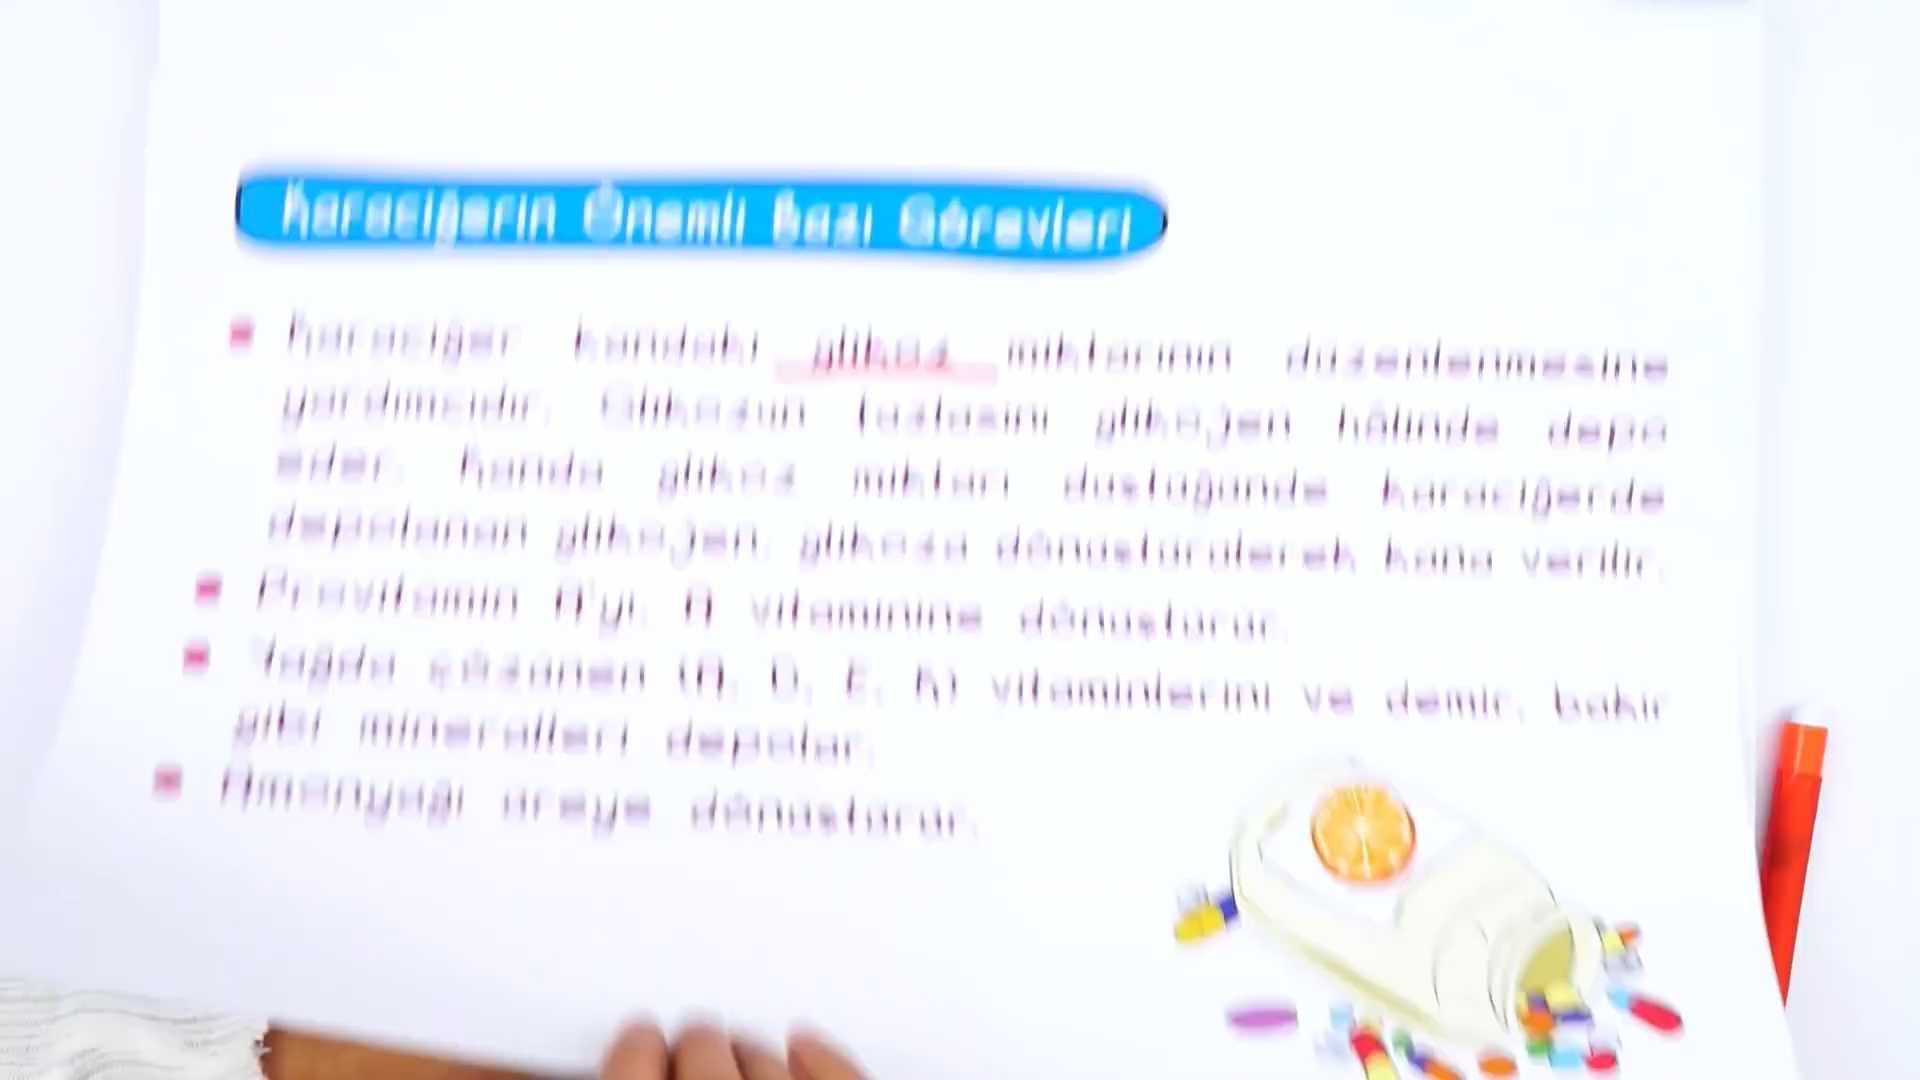 Karaciğerin Önemli Bazı Görevleri
Karaciğer kandaki glikoz miktarının düzenlenmesine
yardımcıdır. Glikozun fazlasını glikojen hâlinde depo
eder. Kanda glikoz miktarı düştüğünde karaciğerde
depolanan glikojen, glikoza dönüştürülerek kana verilir.
Provitamin A'yı, A vitaminine dönüştürür.
Yağda çözünen (A, D, E, K) vitaminlerini ve demir, bakır
gibi mineralleri depolar.
Amonyağı üreye dönüştürür.